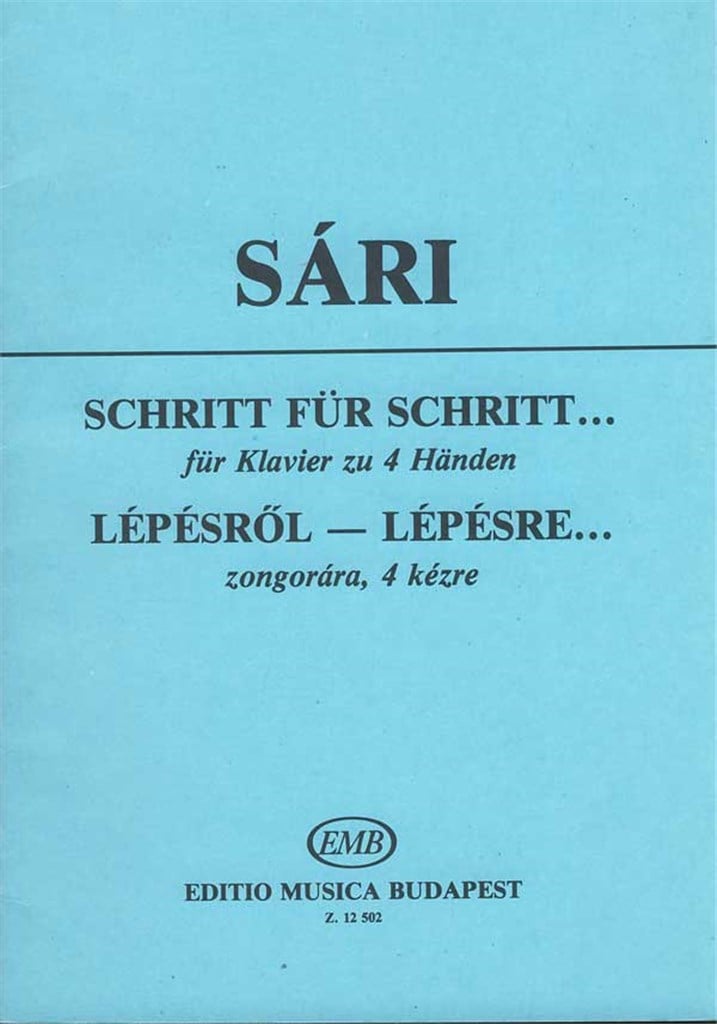 SÁRI
SCHRITT FÜR SCHRITT...
für Klavier zu 4 Händen
LÉPÉSRŐL — LÉPÉSRE...
zongorára, 4 kézre
EMB
EDITIO MUSICA BUDAPEST
Z. 12 502